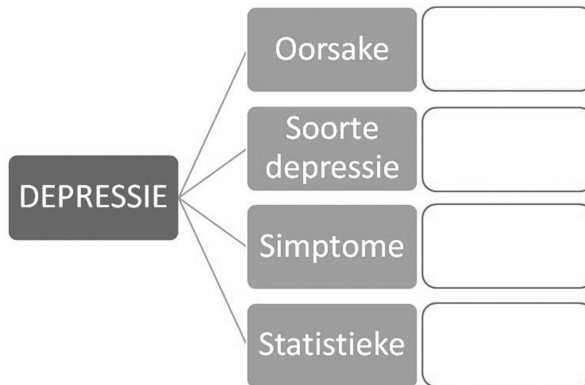 DEPRESSIE
Oorsake
Soorte
depressie
Simptome
Statistieke